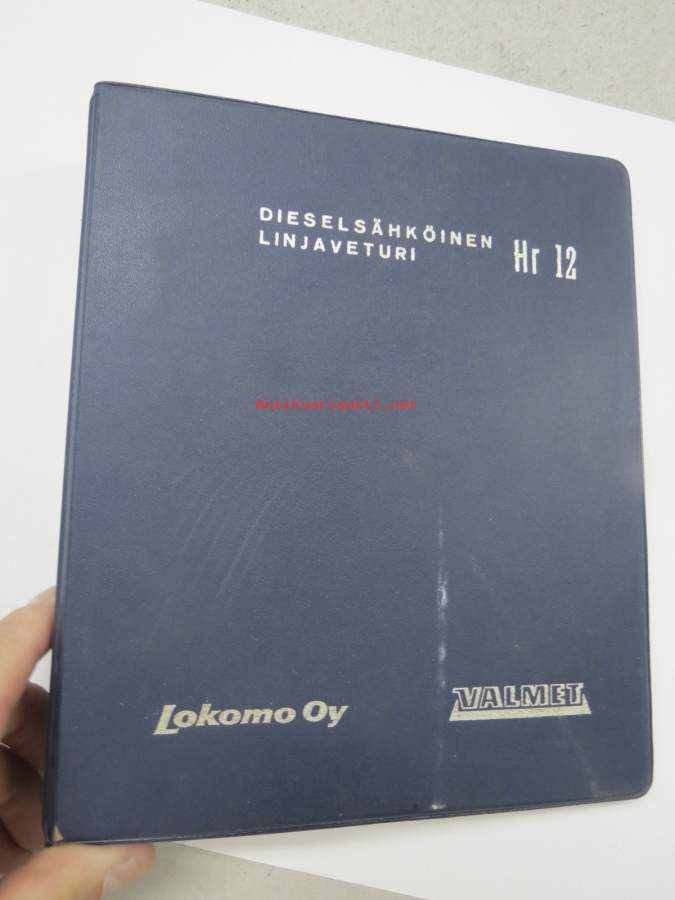 DIESELSÄHKÖINEN
LINJAVETURI Hr 12
Antikvariaatti.net
Lokomo Oy
VALMET